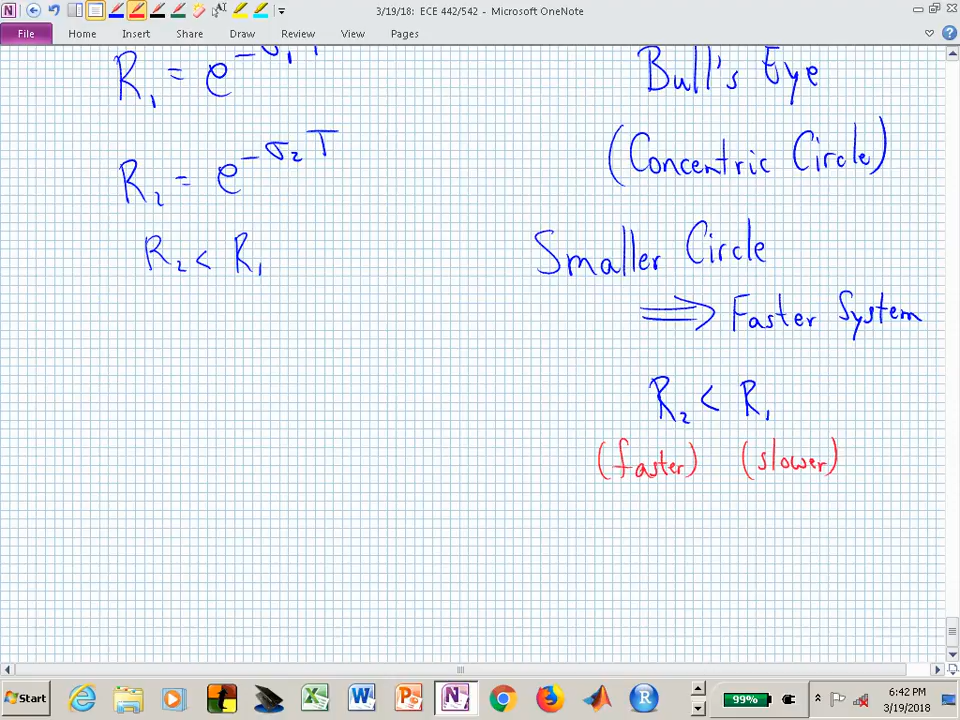 3/19/18: ECE 442/542 - Microsoft OneNote
File Home Insert Share Draw Review View Pages
R₁ = e^(-σ₁T)
Bull's Eye
R₂ = e^(-σ₂T)
(Concentric Circle)
R₂ < R₁
Smaller Circle
⟹ Faster System
R₂ < R₁
(faster) (slower)
Start
99%
6:42 PM
3/19/2018